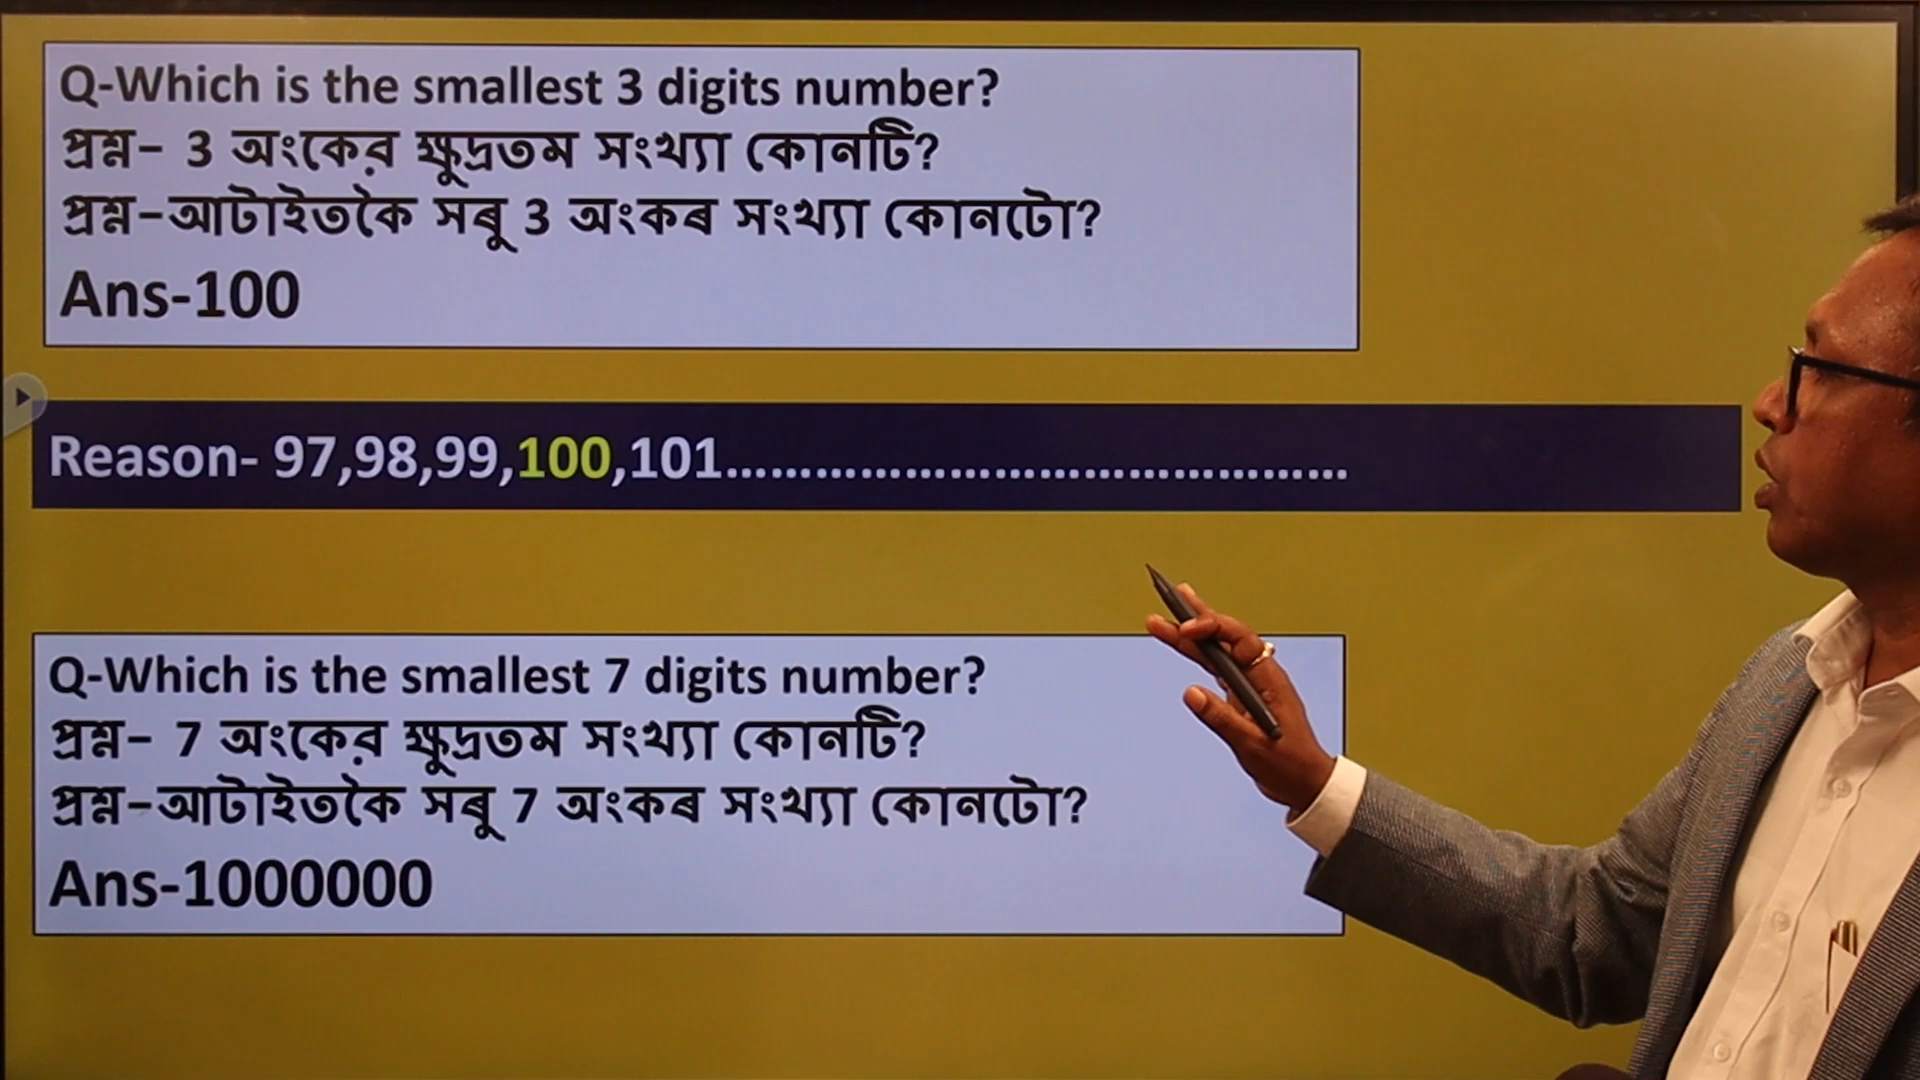 Q-Which is the smallest 3 digits number?
প্রশ্ন– 3 অংকের ক্ষুদ্রতম সংখ্যা কোনটি?
প্রশ্ন–আটাইতকৈ সৰু 3 অংকৰ সংখ্যা কোনটো?
Ans-100
Reason- 97,98,99,100,101..........................................
Q-Which is the smallest 7 digits number?
প্রশ্ন– 7 অংকের ক্ষুদ্রতম সংখ্যা কোনটি?
প্রশ্ন–আটাইতকৈ সৰু 7 অংকৰ সংখ্যা কোনটো?
Ans-1000000